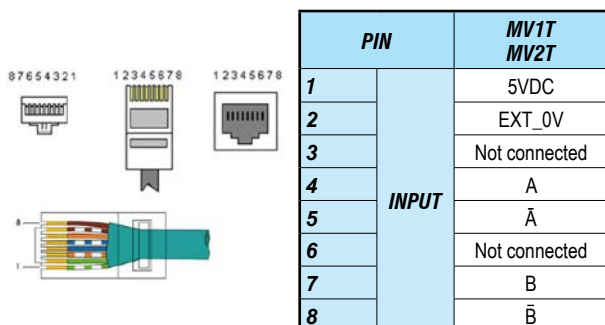 87654321
12345678
12345678
8
1
PIN MV1T
MV2T
1 INPUT 5VDC
2 EXT_0V
3 Not connected
4 A
5 Ā
6 Not connected
7 B
8 B̄